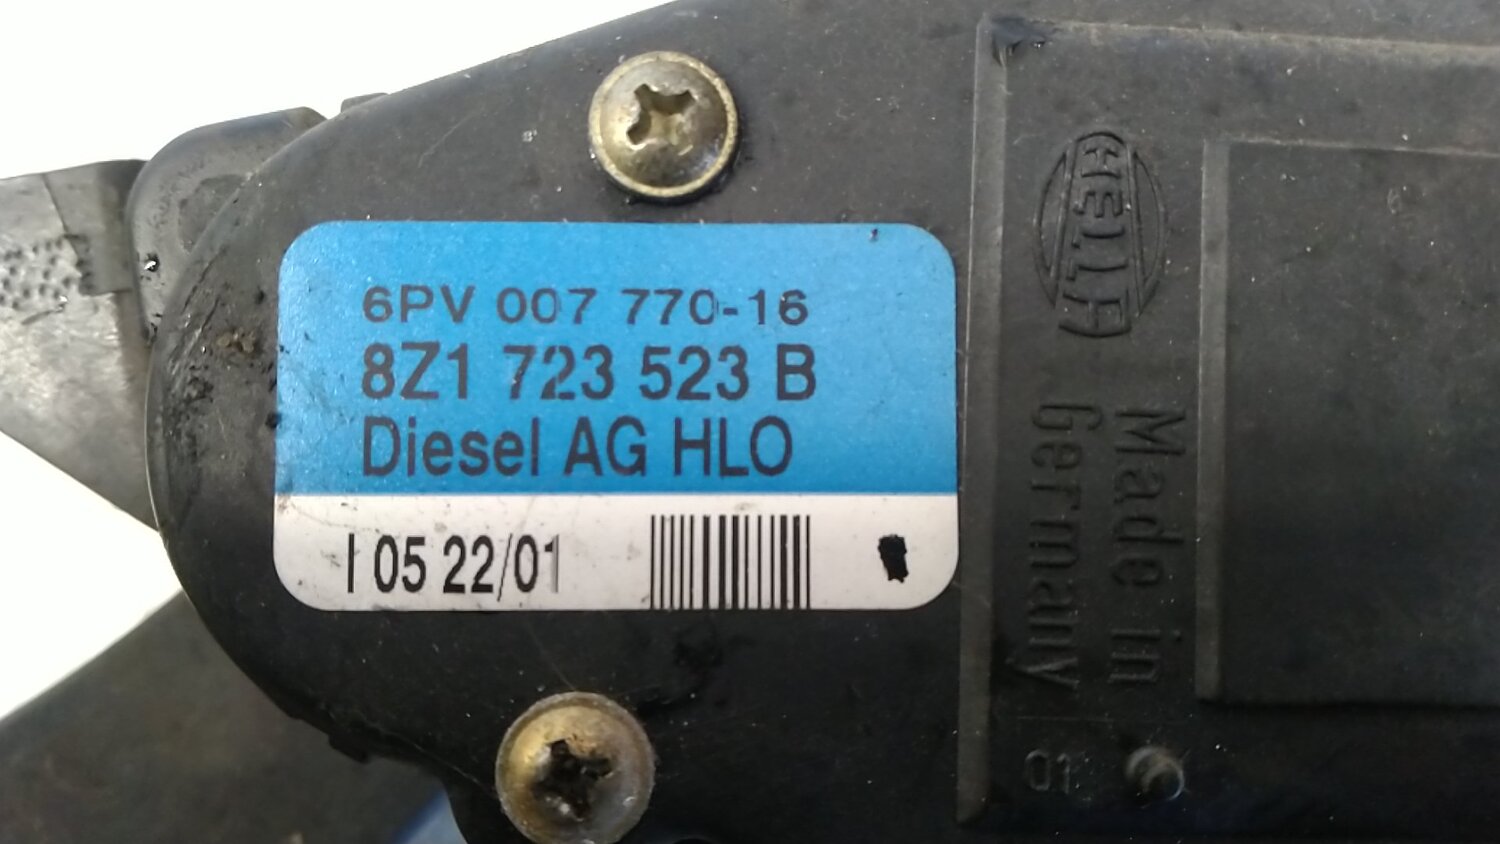 6PV 007 770-16
8Z1 723 523 B
Diesel AG HLO
I 05 22/01
HELLA
Made in
Germany
01